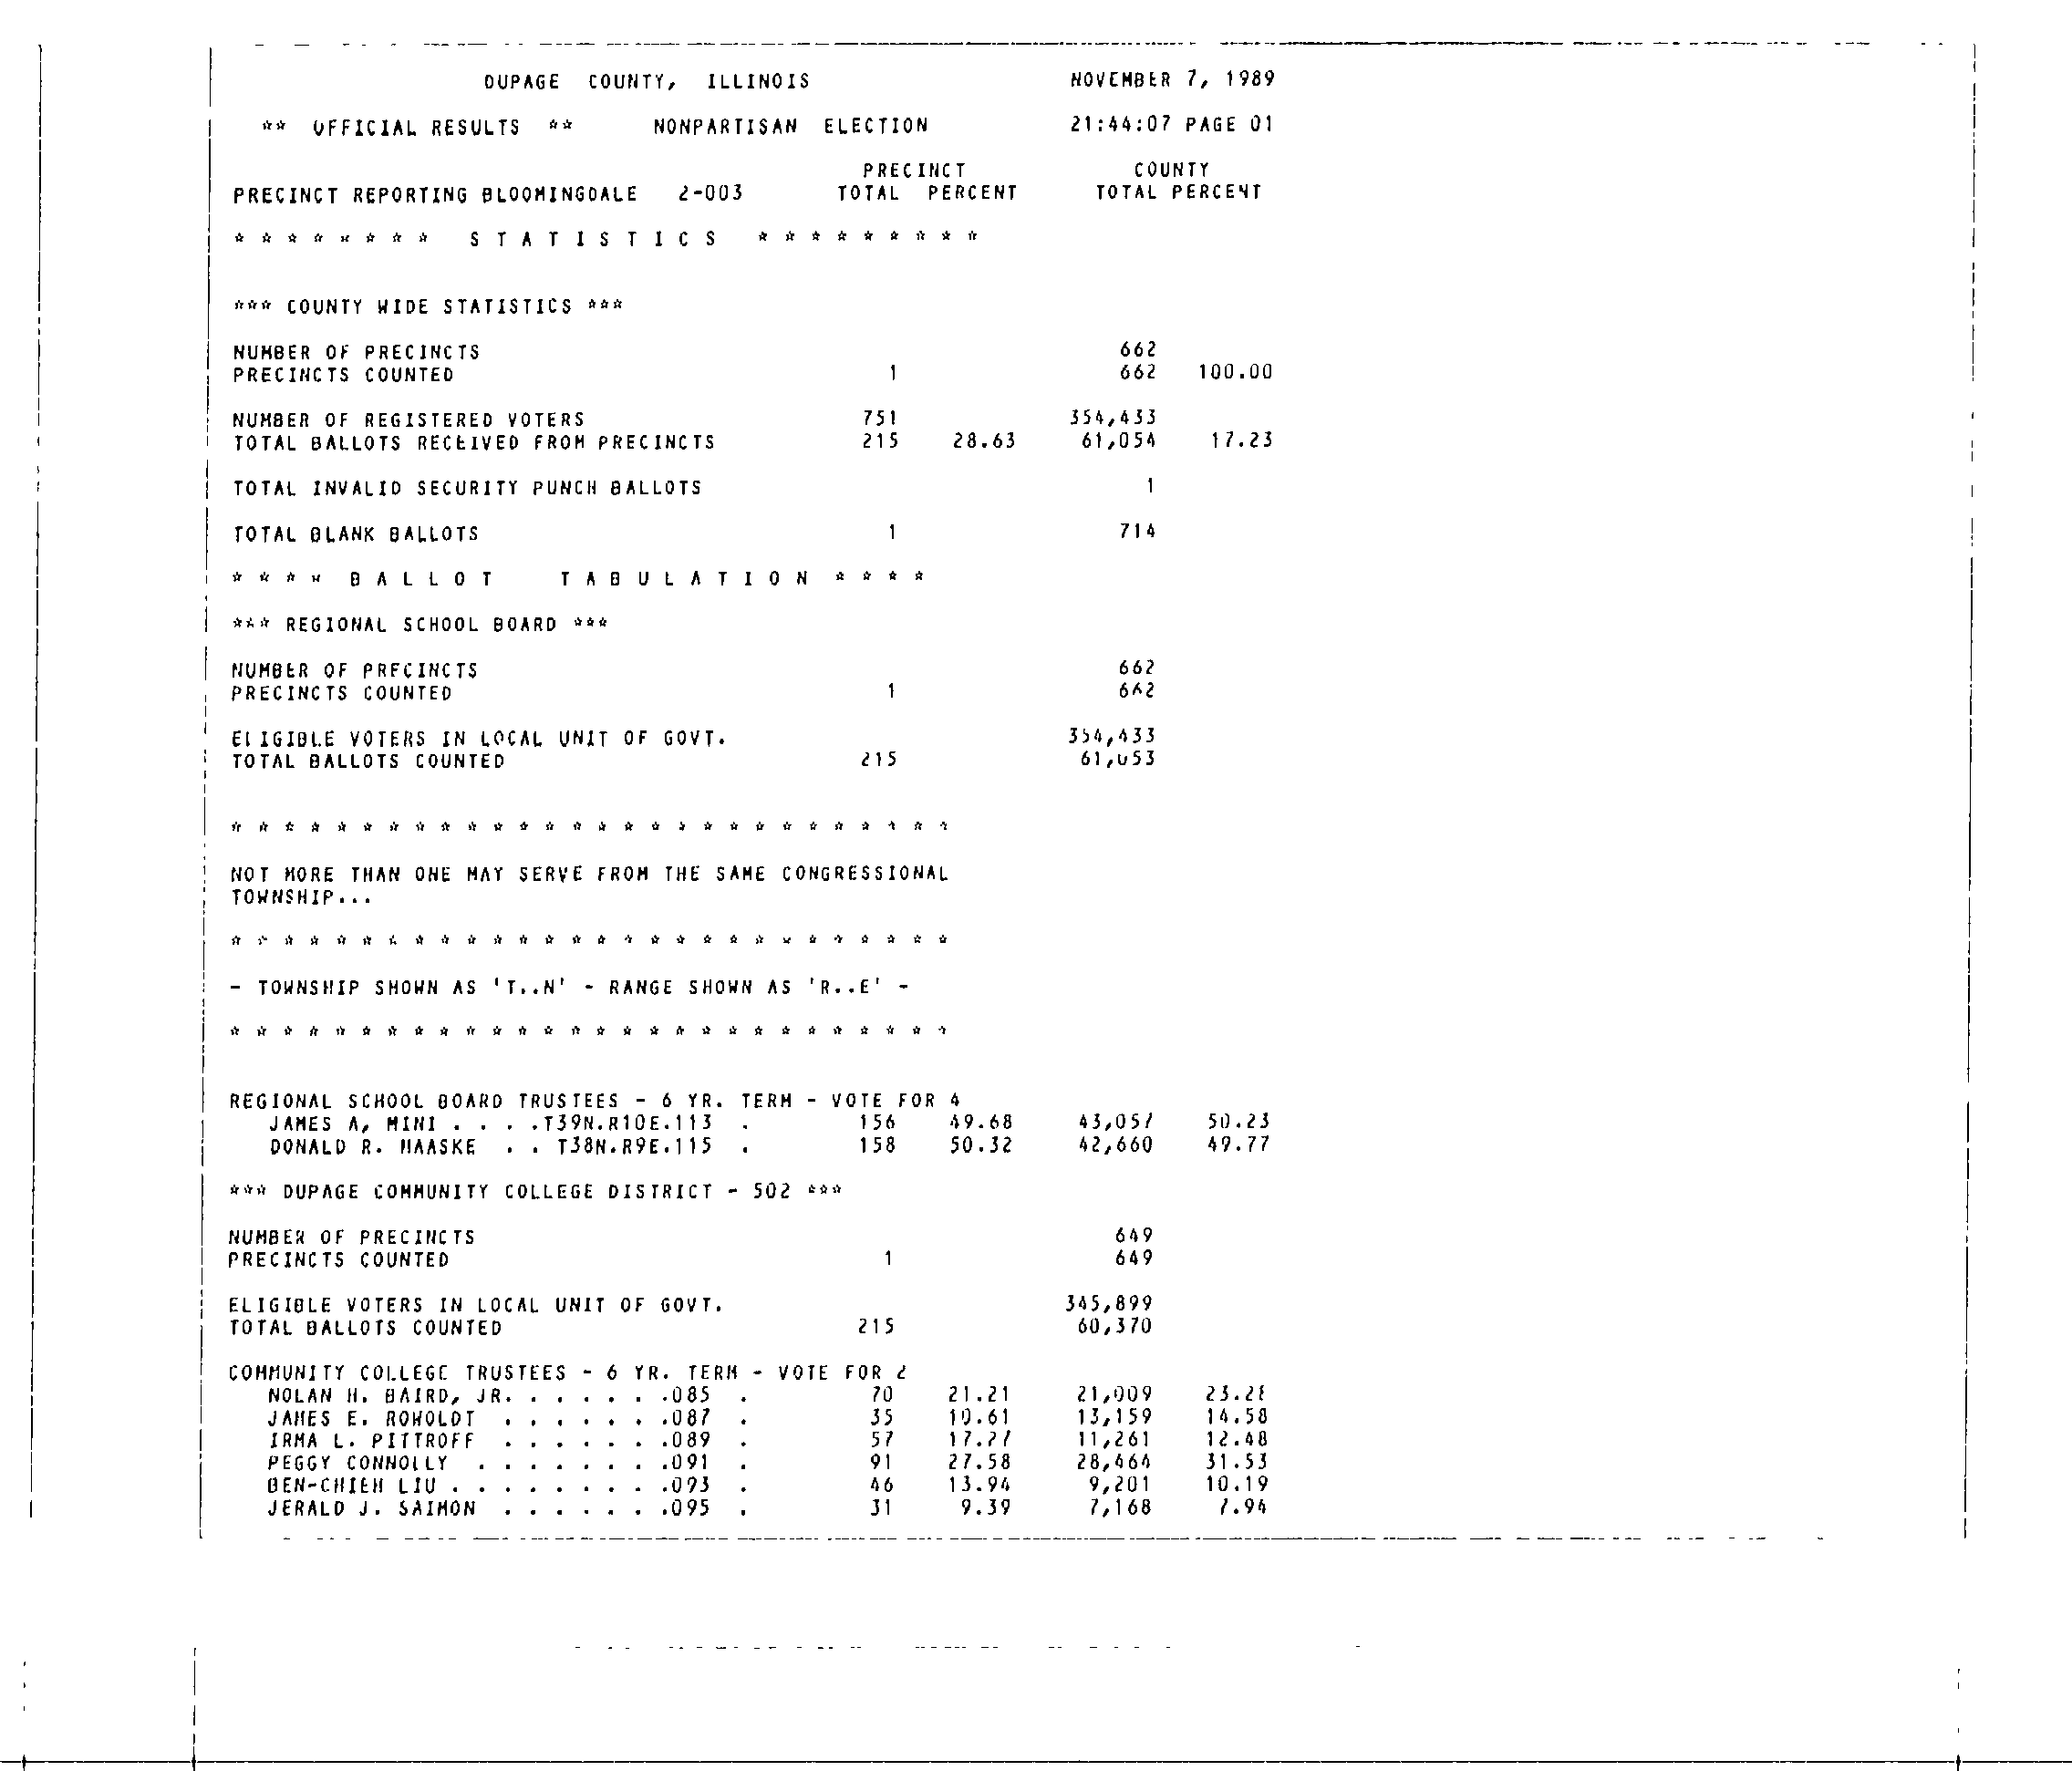 DUPAGE COUNTY, ILLINOIS NOVEMBER 7, 1989
** OFFICIAL RESULTS ** NONPARTISAN ELECTION 21:44:07 PAGE 01
PRECINCT COUNTY
PRECINCT REPORTING BLOOMINGDALE 2-003 TOTAL PERCENT TOTAL PERCENT
* * * * * * * * S T A T I S T I C S * * * * * * * * *
*** COUNTY WIDE STATISTICS ***
NUMBER OF PRECINCTS 662
PRECINCTS COUNTED 1 662 100.00
NUMBER OF REGISTERED VOTERS 751 354,433
TOTAL BALLOTS RECEIVED FROM PRECINCTS 215 28.63 61,054 17.23
TOTAL INVALID SECURITY PUNCH BALLOTS 1
TOTAL BLANK BALLOTS 1 714
* * * * B A L L O T T A B U L A T I O N * * * *
*** REGIONAL SCHOOL BOARD ***
NUMBER OF PRECINCTS 662
PRECINCTS COUNTED 1 662
ELIGIBLE VOTERS IN LOCAL UNIT OF GOVT. 354,433
TOTAL BALLOTS COUNTED 215 61,053
* * * * * * * * * * * * * * * * * * * * * * * * * * * *
NOT MORE THAN ONE MAY SERVE FROM THE SAME CONGRESSIONAL
TOWNSHIP...
* * * * * * * * * * * * * * * * * * * * * * * * * * * *
- TOWNSHIP SHOWN AS 'T..N' - RANGE SHOWN AS 'R..E' -
* * * * * * * * * * * * * * * * * * * * * * * * * * * *
REGIONAL SCHOOL BOARD TRUSTEES - 6 YR. TERM - VOTE FOR 4
JAMES A, MINI . . . .T39N.R10E.113 . 156 49.68 43,057 50.23
DONALD R. HAASKE . . T38N.R9E.115 . 158 50.32 42,660 49.77
*** DUPAGE COMMUNITY COLLEGE DISTRICT - 502 ***
NUMBER OF PRECINCTS 649
PRECINCTS COUNTED 1 649
ELIGIBLE VOTERS IN LOCAL UNIT OF GOVT. 345,899
TOTAL BALLOTS COUNTED 215 60,370
COMMUNITY COLLEGE TRUSTEES - 6 YR. TERM - VOTE FOR 2
NOLAN H. BAIRD, JR. . . . . . .085 . 70 21.21 21,009 23.28
JAMES E. ROWOLDT . . . . . . .087 . 35 10.61 13,159 14.58
IRMA L. PITTROFF . . . . . . .089 . 57 17.27 11,261 12.48
PEGGY CONNOLLY . . . . . . . .091 . 91 27.58 28,464 31.53
BEN-CHIEH LIU . . . . . . . . .093 . 46 13.94 9,201 10.19
JERALD J. SAIMON . . . . . . .095 . 31 9.39 7,168 7.94